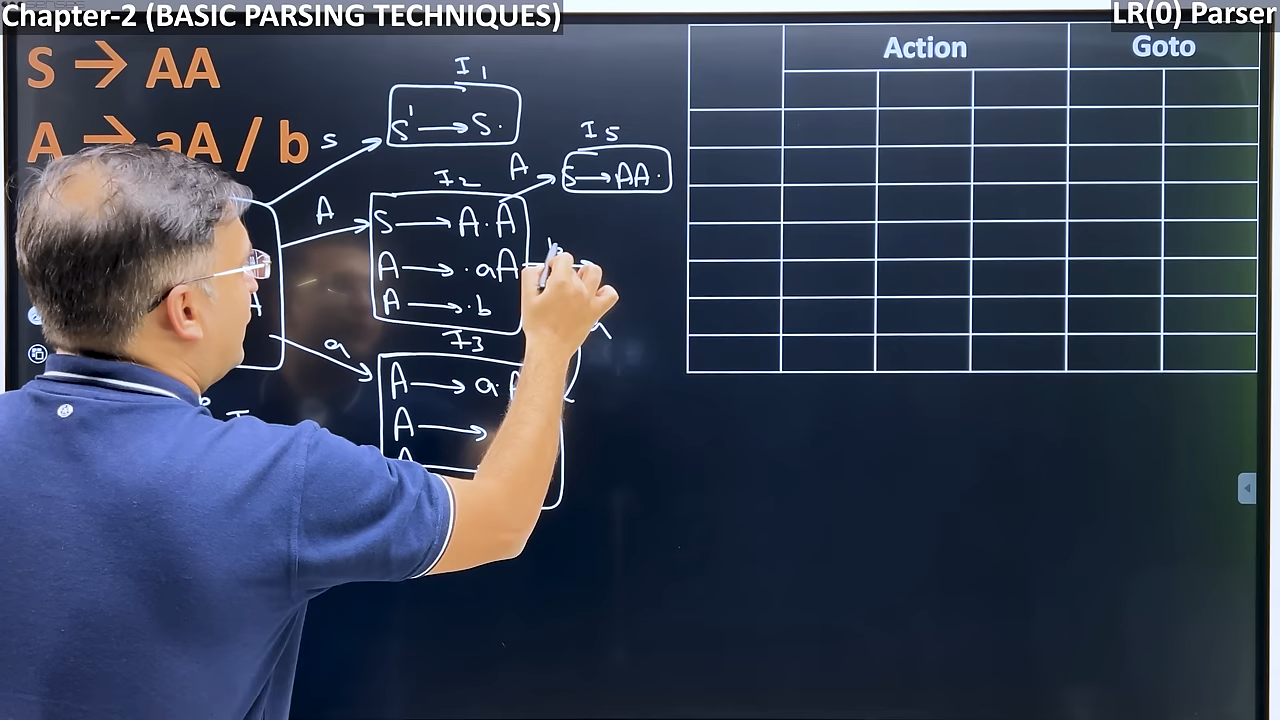 Chapter-2 (BASIC PARSING TECHNIQUES)
LR(0) Parser
S → AA
A → aA / b
Action Goto
S
I1
S' → S.
A
I2
S → A.A
A → .aA
A → .b
A
I5
S → AA.
a
I3
A → a.
A →
A
a
A